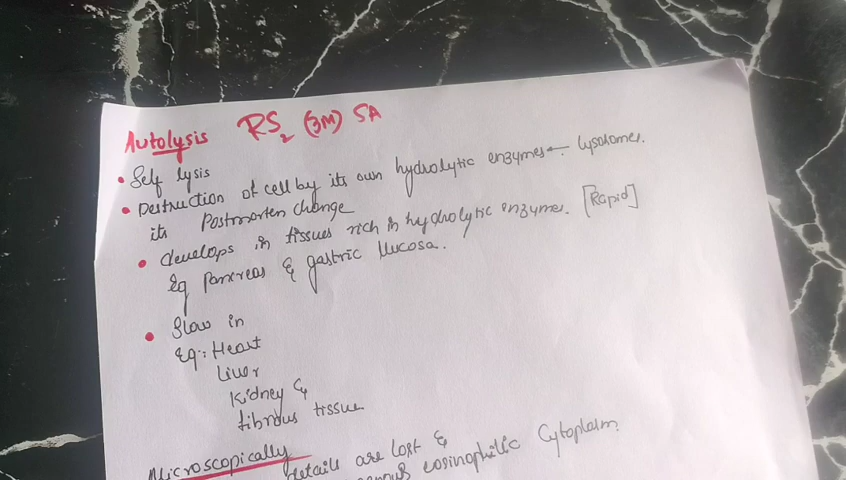 Autolysis RS2 (3M) SA
• Self lysis
• Destruction of cell by its own hydrolytic enzymes ← lysosomes.
its Postmorten change
• develops in tissues rich in hydrolytic enzyme. [Rapid]
Eg Pancreas & gastric Mucosa.
• Slow in
Eg:- Heart
Liver
Kidney &
fibrous tissue
Microscopically
details are lost &
eosinophilic Cytoplasm.